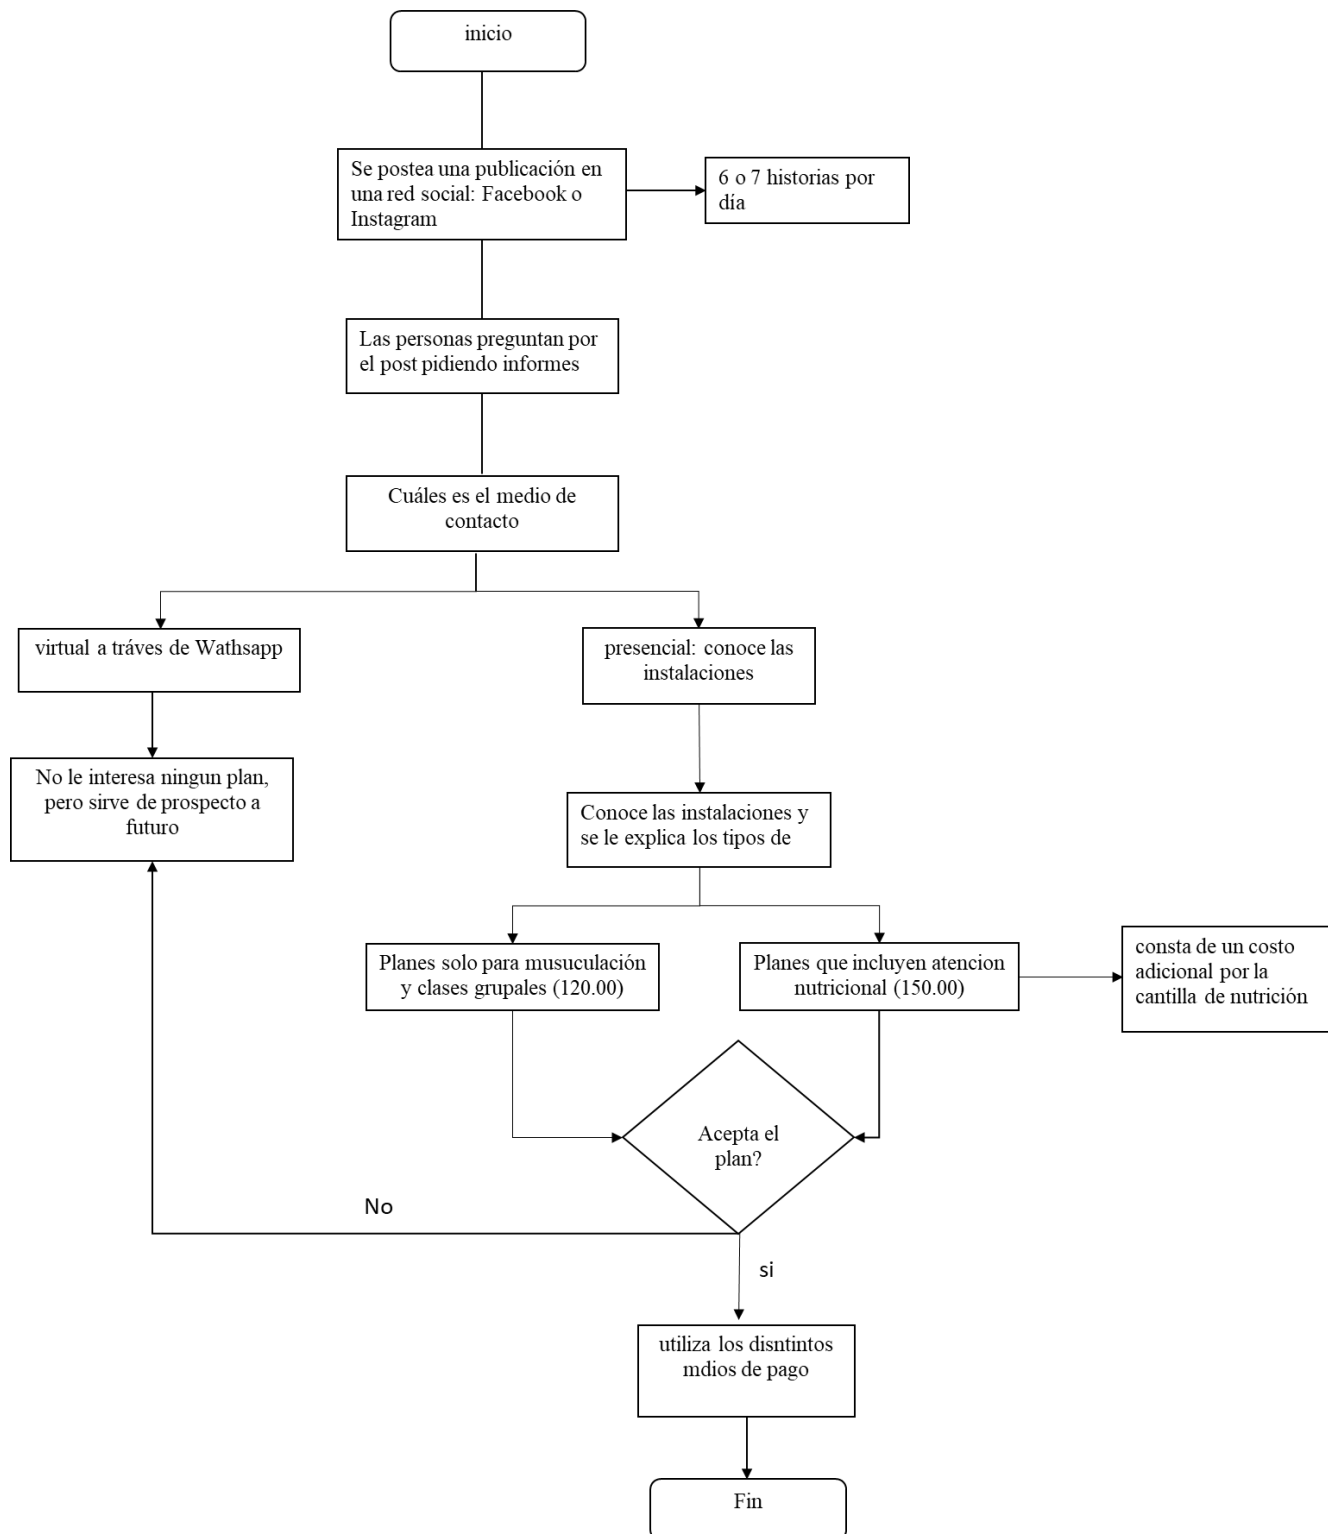 inicio
Se postea una publicación en
una red social: Facebook o
Instagram
6 o 7 historias por
día
Las personas preguntan por
el post pidiendo informes
Cuáles es el medio de
contacto
virtual a tráves de Wathsapp
presencial: conoce las
instalaciones
No le interesa ningun plan,
pero sirve de prospecto a
futuro
Conoce las instalaciones y
se le explica los tipos de
Planes solo para musuculación
y clases grupales (120.00)
Planes que incluyen atencion
nutricional (150.00)
consta de un costo
adicional por la
cantilla de nutrición
Acepta el
plan?
No
si
utiliza los disntintos
mdios de pago
Fin